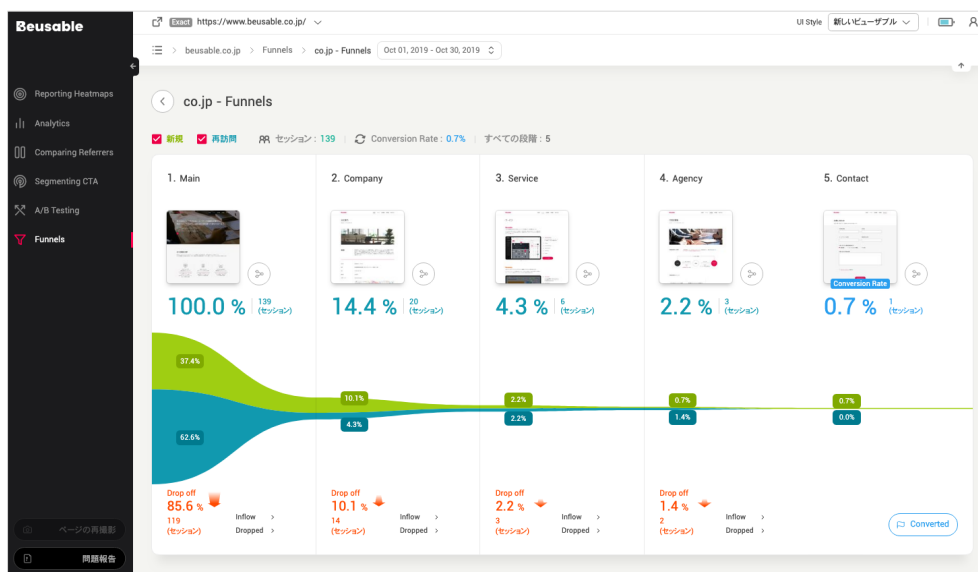 Beusable
Exact https://www.beusable.co.jp/
UI Style 新しいビューザブル
beusable.co.jp > Funnels > co.jp - Funnels Oct 01, 2019 - Oct 30, 2019
Reporting Heatmaps
Analytics
Comparing Referrers
Segmenting CTA
A/B Testing
Funnels
ページの再撮影
問題報告
co.jp - Funnels
新規 再訪問 セッション : 139 Conversion Rate : 0.7% すべての段階 : 5
1. Main
2. Company
3. Service
4. Agency
5. Contact
Conversion Rate
100.0 % 139 (セッション)
14.4 % 20 (セッション)
4.3 % 6 (セッション)
2.2 % 3 (セッション)
0.7 % 1 (セッション)
37.4%
62.6%
10.1%
4.3%
2.2%
2.2%
0.7%
1.4%
0.7%
0.0%
Drop off
85.6 %
119
(セッション)
Inflow >
Dropped >
Drop off
10.1 %
14
(セッション)
Inflow >
Dropped >
Drop off
2.2 %
3
(セッション)
Inflow >
Dropped >
Drop off
1.4 %
2
(セッション)
Inflow >
Dropped >
Converted